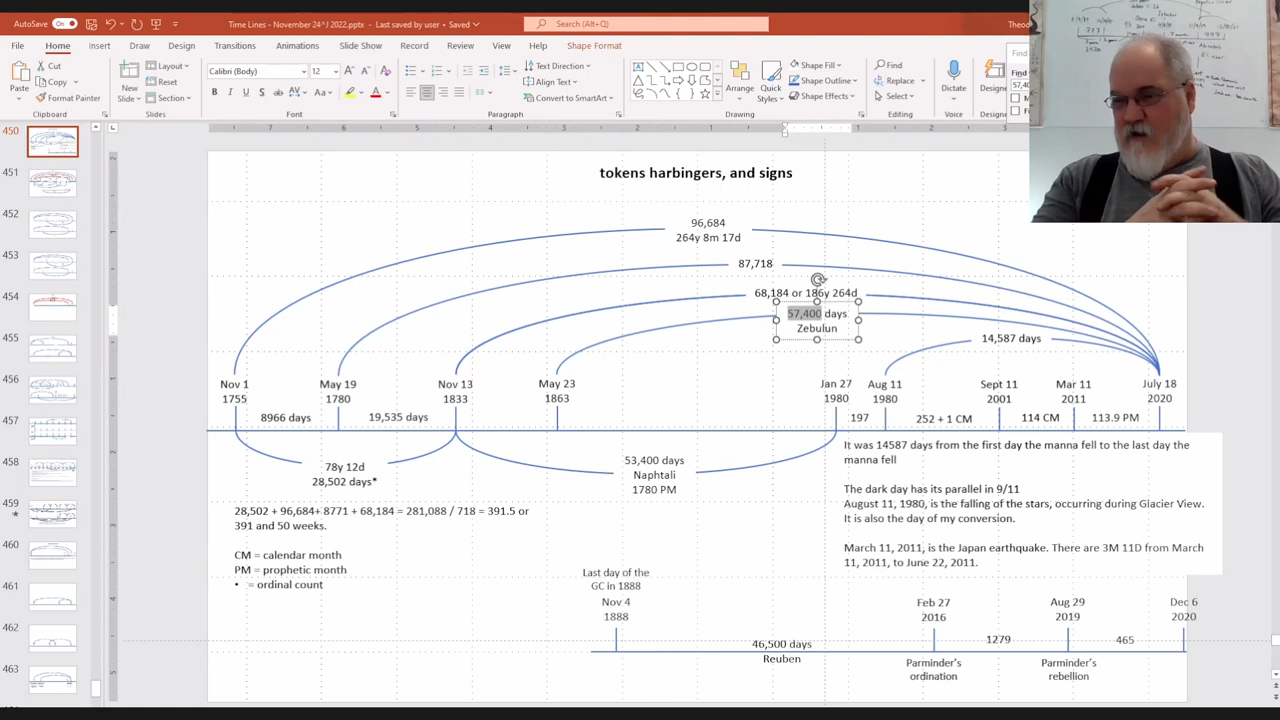 AutoSave On Time Lines - November 24ᴺᴶ 2022.pptx - Last saved by user • Saved Search (Alt+Q) Theod
File Home Insert Draw Design Transitions Animations Slide Show Record Review View Help Shape Format
Paste Cut Copy Format Painter Clipboard
New Slide Layout Reset Section Slides
Calibri (Body) 12 Font
Text Direction Align Text Convert to SmartArt Paragraph
Arrange Quick Styles Shape Fill Shape Outline Shape Effects Drawing
Find Replace Select Editing
Dictate Voice
Designe Designe
Find
57,4
450
451
452
453
454
455
456
457
458
459
460
461
462
463
tokens harbingers, and signs
96,684
264y 8m 17d
87,718
68,184 or 186y 264d
57,400 days
Zebulun
14,587 days
Nov 1
1755
May 19
1780
Nov 13
1833
May 23
1863
Jan 27
1980
Aug 11
1980
Sept 11
2001
Mar 11
2011
July 18
2020
8966 days
19,535 days
197
252 + 1 CM
114 CM
113.9 PM
78y 12d
28,502 days*
53,400 days
Naphtali
1780 PM
It was 14587 days from the first day the manna fell to the last day the
manna fell
The dark day has its parallel in 9/11
August 11, 1980, is the falling of the stars, occurring during Glacier View.
It is also the day of my conversion.
March 11, 2011, is the Japan earthquake. There are 3M 11D from March
11, 2011, to June 22, 2011.
28,502 + 96,684+ 8771 + 68,184 = 281,088 / 718 = 391.5 or
391 and 50 weeks.
CM = calendar month
PM = prophetic month
• = ordinal count
Last day of the
GC in 1888
Nov 4
1888
Feb 27
2016
Aug 29
2019
Dec 6
2020
46,500 days
Reuben
1279
465
Parminder's
ordination
Parminder's
rebellion